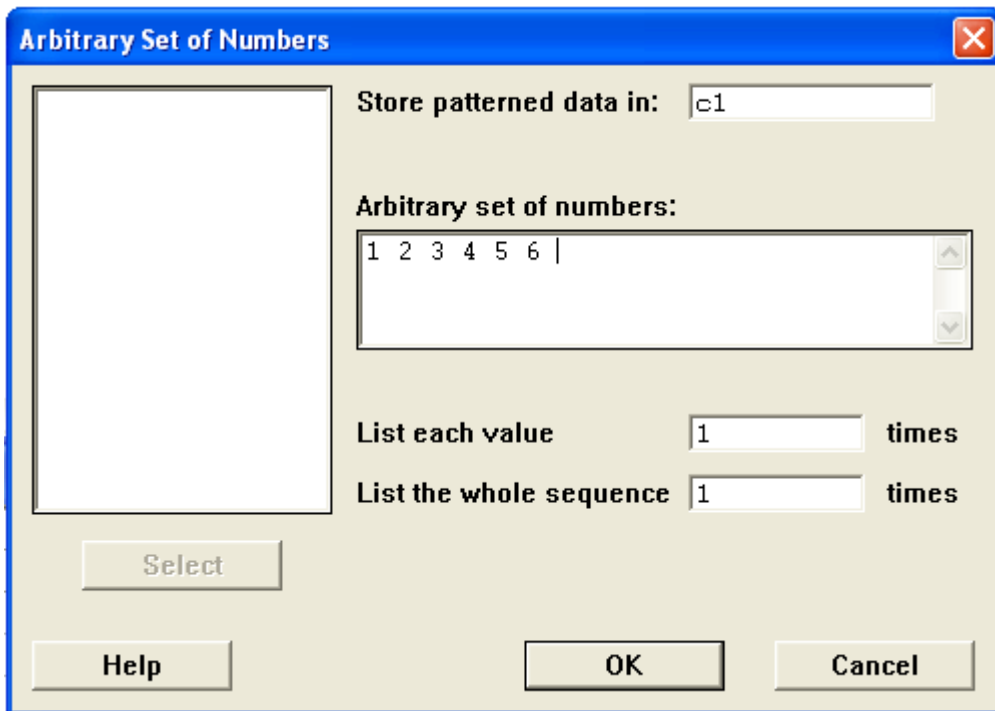 Arbitrary Set of Numbers
Store patterned data in: c1
Arbitrary set of numbers:
1 2 3 4 5 6
List each value 1 times
List the whole sequence 1 times
Select
Help OK Cancel